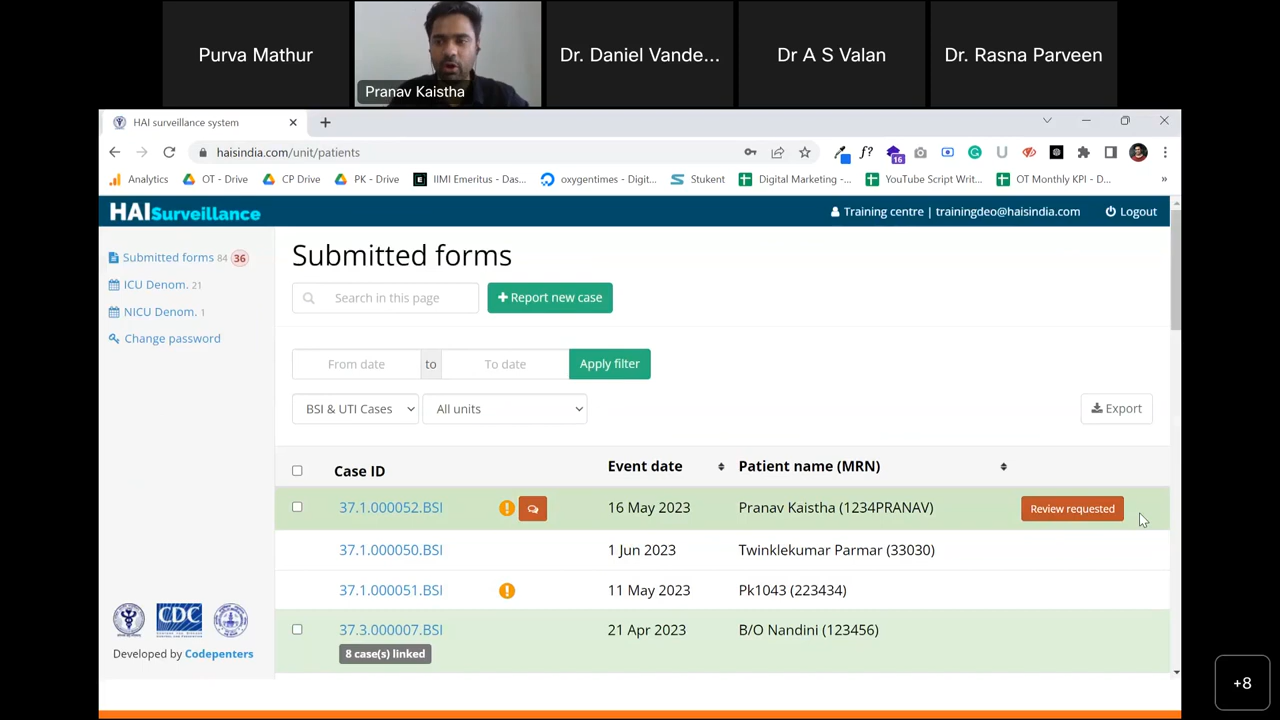 Purva Mathur
Pranav Kaistha
Dr. Daniel Vande...
Dr A S Valan
Dr. Rasna Parveen
HAI surveillance system
haisindia.com/unit/patients
f?
16
Analytics
OT - Drive
CP Drive
PK - Drive
IIMI Emeritus - Das...
oxygentimes - Digit...
Stukent
Digital Marketing -...
YouTube Script Writ...
OT Monthly KPI - D...
»
HAISurveillance
Training centre | trainingdeo@haisindia.com
Logout
Submitted forms 84 36
ICU Denom. 21
NICU Denom. 1
Change password
Submitted forms
Search in this page
+ Report new case
From date to To date Apply filter
BSI & UTI Cases
All units
Export
Case ID Event date Patient name (MRN)
37.1.000052.BSI 16 May 2023 Pranav Kaistha (1234PRANAV) Review requested
37.1.000050.BSI 1 Jun 2023 Twinklekumar Parmar (33030)
37.1.000051.BSI 11 May 2023 Pk1043 (223434)
37.3.000007.BSI 21 Apr 2023 B/O Nandini (123456)
8 case(s) linked
CDC
Developed by Codepenters
+8